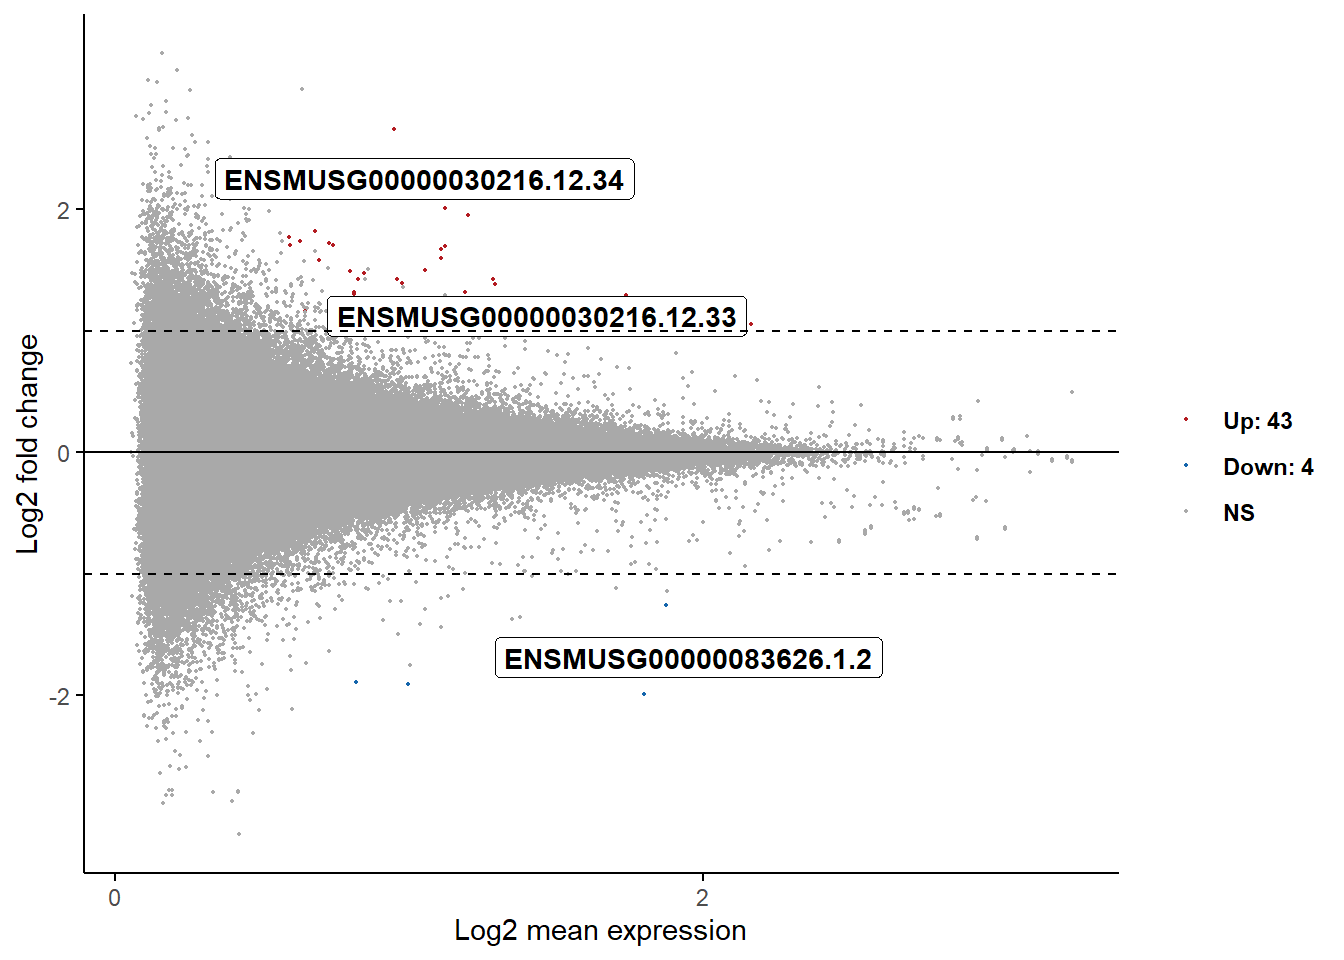 ENSMUSG00000030216.12.34
2
ENSMUSG00000030216.12.33
Log2 fold change
Up: 43
0
Down: 4
NS
ENSMUSG00000083626.1.2
-2
0
2
Log2 mean expression